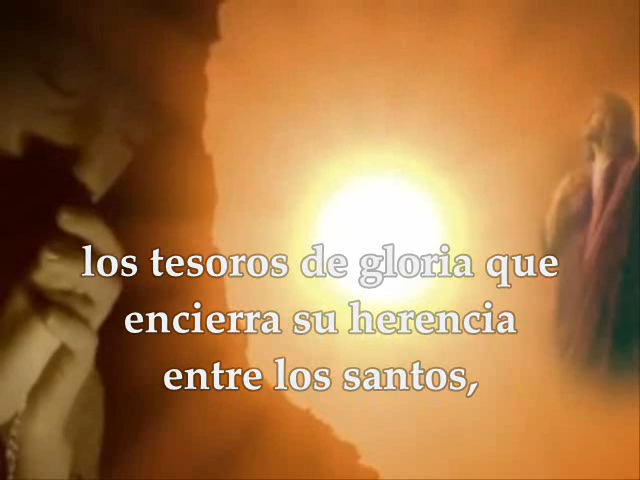 los tesoros de gloria que
encierra su herencia
entre los santos,